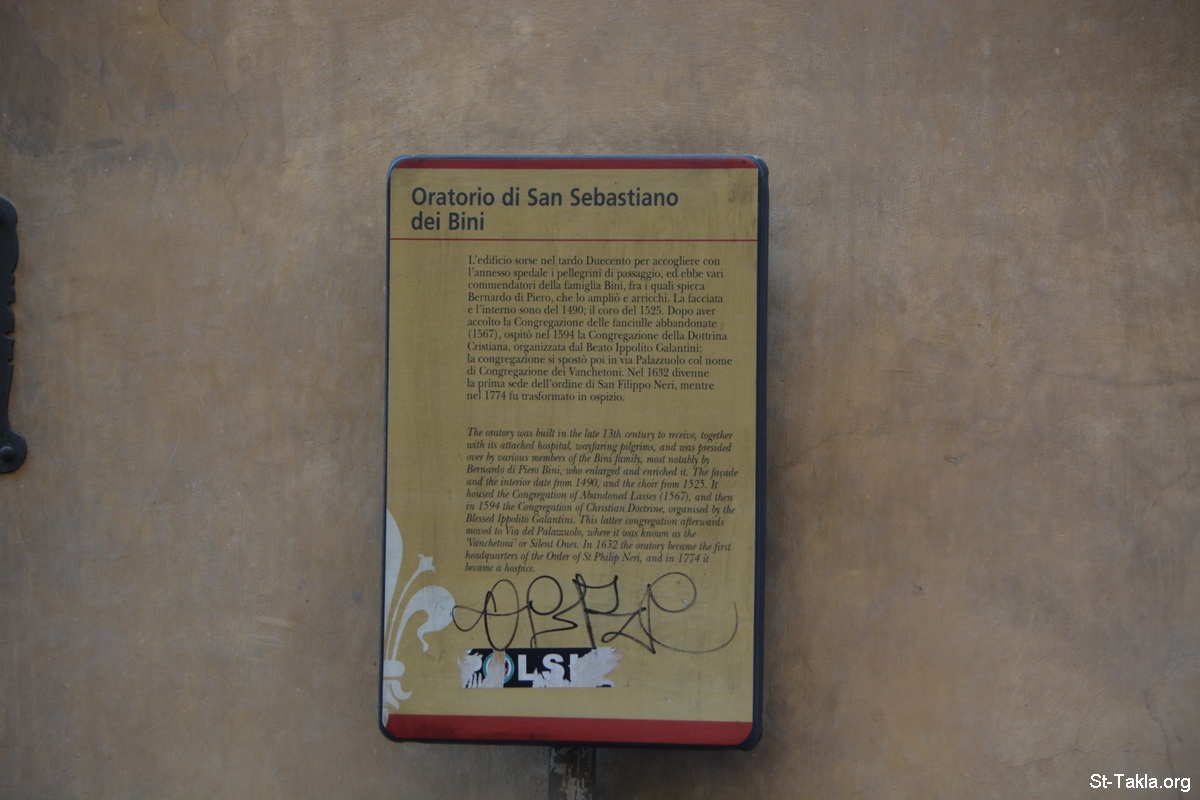 Oratorio di San Sebastiano
dei Bini
L'edificio sorse nel tardo Duecento per accogliere con
l'annesso spedale i pellegrini di passaggio, ed ebbe vari
commendatori della famiglia Bini, fra i quali spicca
Bernardo di Piero, che lo ampliò e arricchì. La facciata
e l'interno sono del 1490; il coro del 1525. Dopo aver
accolto la Congregazione delle fanciulle abbandonate
(1567), ospitò nel 1594 la Congregazione della Dottrina
Cristiana, organizzata dal Beato Ippolito Galantini;
la congregazione si spostò poi in via Palazzuolo col nome
di Congregazione dei Vanchetoni. Nel 1632 divenne
la prima sede dell'ordine di San Filippo Neri, mentre
nel 1774 fu trasformato in ospizio.
The oratory was built in the late 13th century to receive, together
with its attached hospital, wayfaring pilgrims, and was presided
over by various members of the Bini family, most notably by
Bernardo di Piero Bini, who enlarged and enriched it. The façade
and the interior date from 1490, and the choir from 1525. It
housed the Congregation of Abandoned Lasses (1567), and then
in 1594 the Congregation of Christian Doctrine, organised by the
Blessed Ippolito Galantini. This latter congregation afterwards
moved to Via del Palazzuolo, where it was known as the
'Vanchetoni' or Silent Ones. In 1632 the oratory became the first
headquarters of the Order of St Philip Neri, and in 1774 it
became a hospice.
St-Takla.org